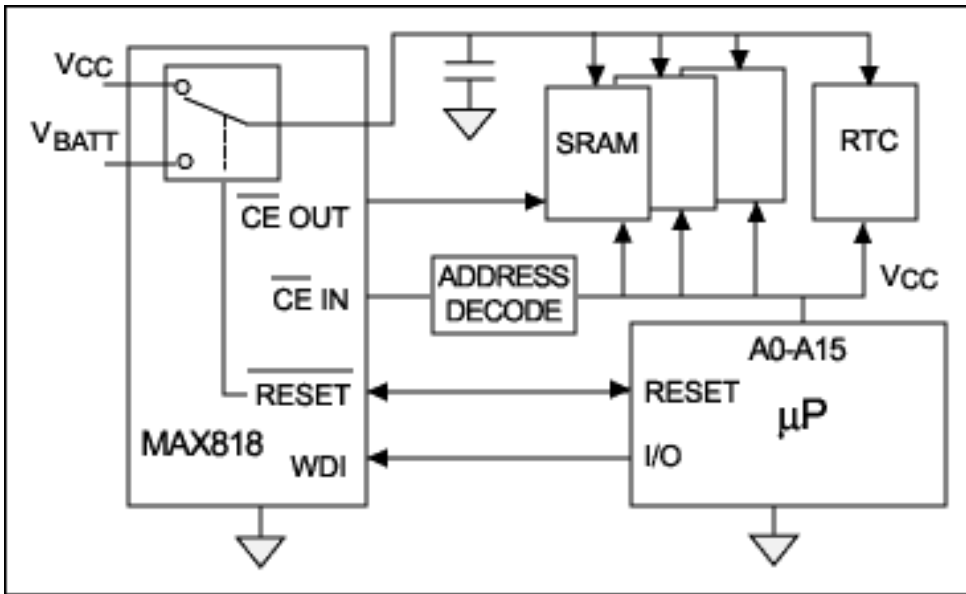 VCC
VBATT
SRAM
RTC
CE OUT
CE IN
ADDRESS
DECODE
VCC
A0-A15
RESET
RESET
µP
MAX818
WDI
I/O